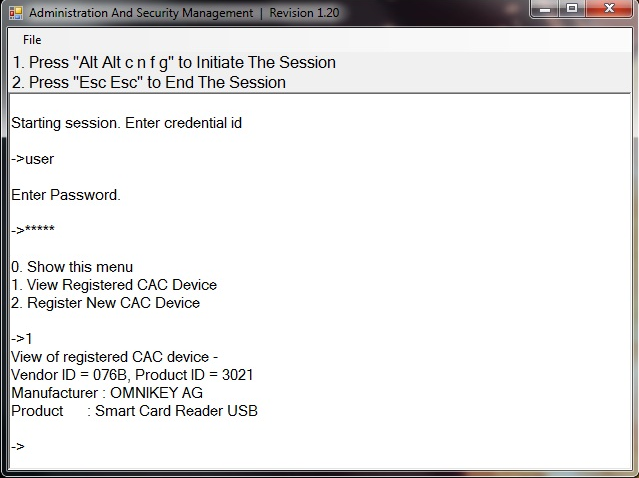 Administration And Security Management | Revision 1.20
File
1. Press "Alt Alt c n f g" to Initiate The Session
2. Press "Esc Esc" to End The Session
Starting session. Enter credential id
->user
Enter Password.
->*****
0. Show this menu
1. View Registered CAC Device
2. Register New CAC Device
->1
View of registered CAC device -
Vendor ID = 076B, Product ID = 3021
Manufacturer : OMNIKEY AG
Product : Smart Card Reader USB
->